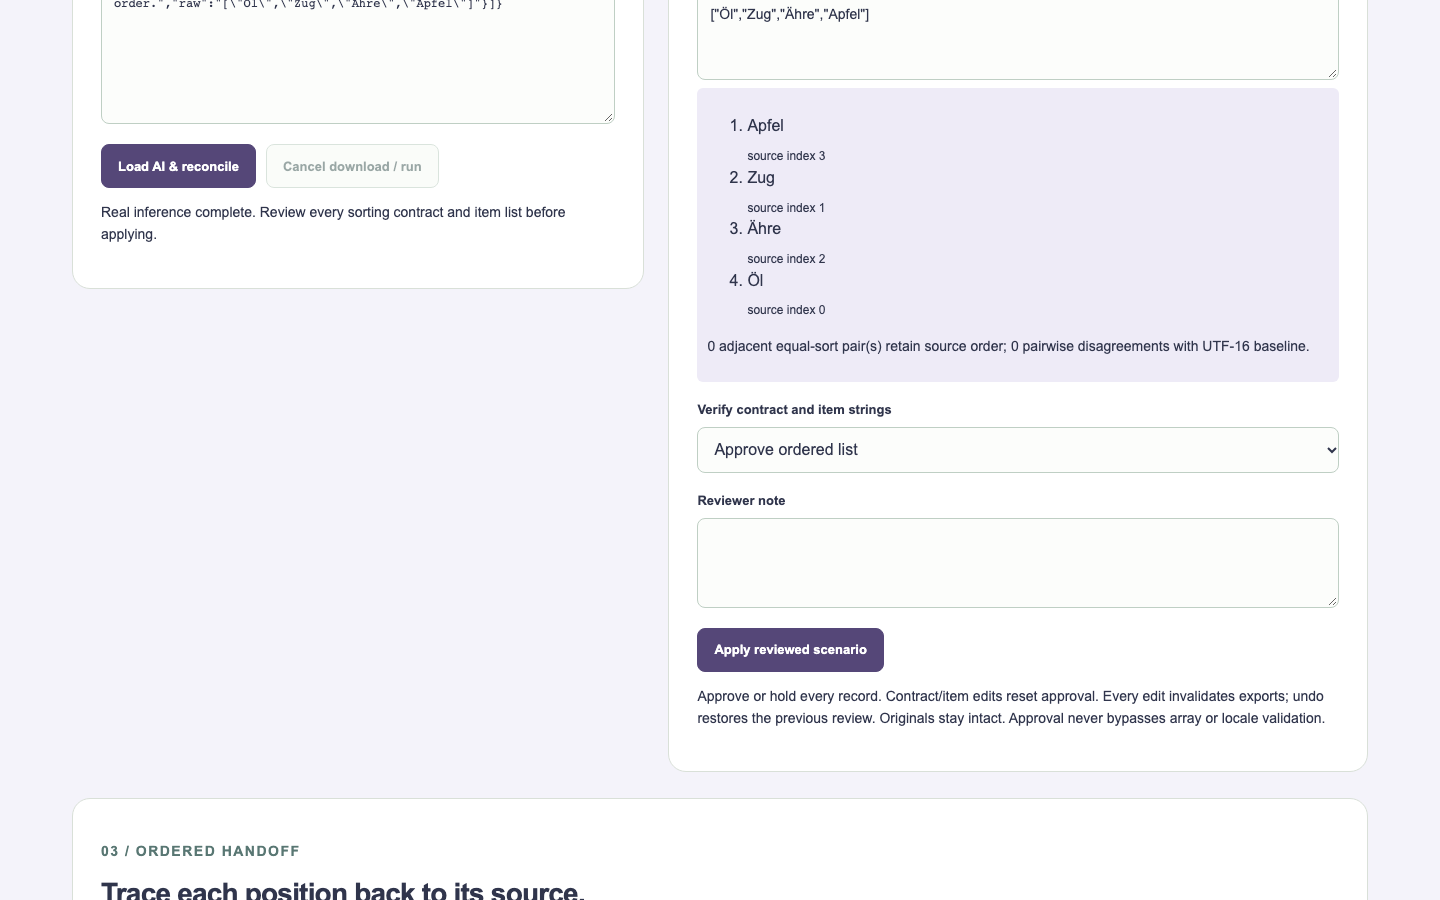 order.","raw":"[\"Öl\",\"Zug\",\"Ähre\",\"Apfel\"]"}]}
Load AI & reconcile
Cancel download / run
Real inference complete. Review every sorting contract and item list before
applying.
["Öl","Zug","Ähre","Apfel"]
1. Apfel
source index 3
2. Zug
source index 1
3. Ähre
source index 2
4. Öl
source index 0
0 adjacent equal-sort pair(s) retain source order; 0 pairwise disagreements with UTF-16 baseline.
Verify contract and item strings
Approve ordered list
Reviewer note
Apply reviewed scenario
Approve or hold every record. Contract/item edits reset approval. Every edit invalidates exports; undo
restores the previous review. Originals stay intact. Approval never bypasses array or locale validation.
03 / ORDERED HANDOFF
Trace each position back to its source.